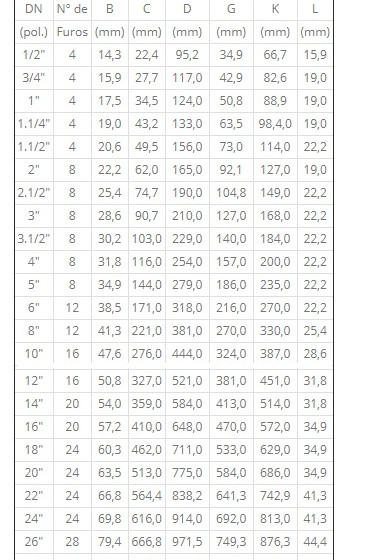 DN N° de B C D G K L
(pol.) Furos (mm) (mm) (mm) (mm) (mm) (mm)
1/2" 4 14,3 22,4 95,2 34,9 66,7 15,9
3/4" 4 15,9 27,7 117,0 42,9 82,6 19,0
1" 4 17,5 34,5 124,0 50,8 88,9 19,0
1.1/4" 4 19,0 43,2 133,0 63,5 98,4,0 19,0
1.1/2" 4 20,6 49,5 156,0 73,0 114,0 22,2
2" 8 22,2 62,0 165,0 92,1 127,0 19,0
2.1/2" 8 25,4 74,7 190,0 104,8 149,0 22,2
3" 8 28,6 90,7 210,0 127,0 168,0 22,2
3.1/2" 8 30,2 103,0 229,0 140,0 184,0 22,2
4" 8 31,8 116,0 254,0 157,0 200,0 22,2
5" 8 34,9 144,0 279,0 186,0 235,0 22,2
6" 12 38,5 171,0 318,0 216,0 270,0 22,2
8" 12 41,3 221,0 381,0 270,0 330,0 25,4
10" 16 47,6 276,0 444,0 324,0 387,0 28,6
12" 16 50,8 327,0 521,0 381,0 451,0 31,8
14" 20 54,0 359,0 584,0 413,0 514,0 31,8
16" 20 57,2 410,0 648,0 470,0 572,0 34,9
18" 24 60,3 462,0 711,0 533,0 629,0 34,9
20" 24 63,5 513,0 775,0 584,0 686,0 34,9
22" 24 66,8 564,4 838,2 641,3 742,9 41,3
24" 24 69,8 616,0 914,0 692,0 813,0 41,3
26" 28 79,4 666,8 971,5 749,3 876,3 44,4